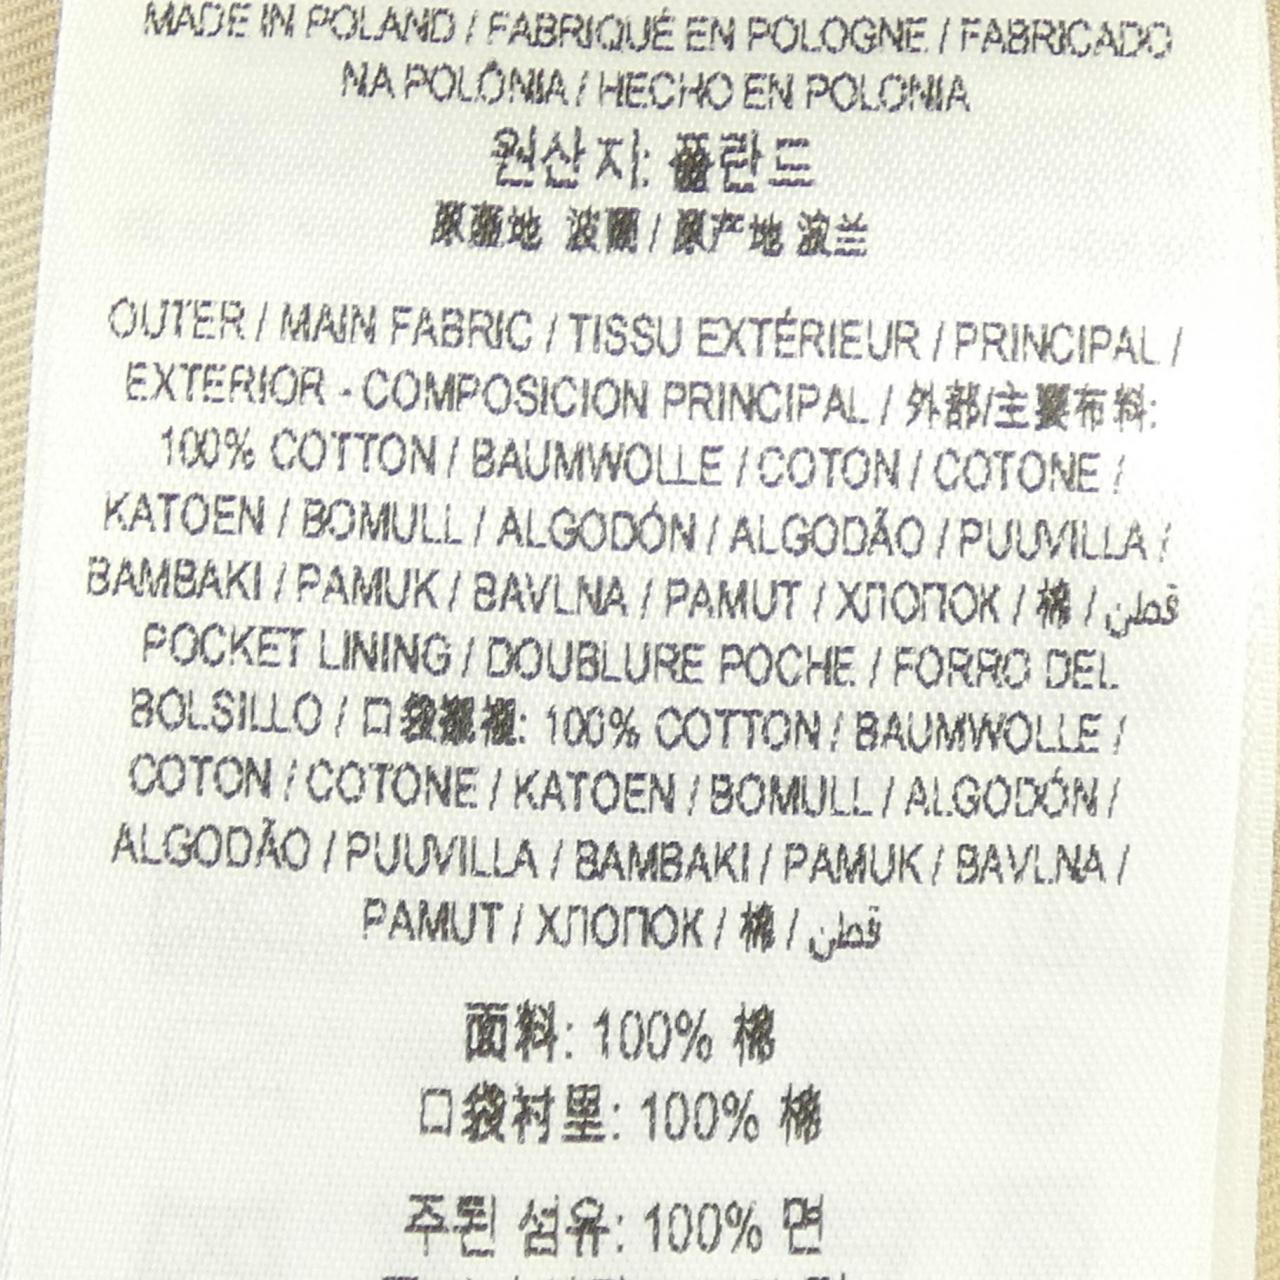 MADE IN POLAND / FABRIQUÉ EN POLOGNE / FABRICADO
NA POLÓNIA / HECHO EN POLONIA
원산지: 폴란드
原產地 波蘭 / 原产地 波兰
OUTER / MAIN FABRIC / TISSU EXTÉRIEUR / PRINCIPAL /
EXTERIOR - COMPOSICION PRINCIPAL / 外部/主要布料:
100% COTTON / BAUMWOLLE / COTON / COTONE /
KATOEN / BOMULL / ALGODÓN / ALGODÃO / PUUVILLA /
BAMBAKI / PAMUK / BAVLNA / PAMUT / ХЛОПОК / 棉 / قطن
POCKET LINING / DOUBLURE POCHE / FORRO DEL
BOLSILLO / 口袋襯裡: 100% COTTON / BAUMWOLLE /
COTON / COTONE / KATOEN / BOMULL / ALGODÓN /
ALGODÃO / PUUVILLA / BAMBAKI / PAMUK / BAVLNA /
PAMUT / ХЛОПОК / 棉 / قطن
面料: 100% 棉
口袋衬里: 100% 棉
주된 섬유: 100% 면